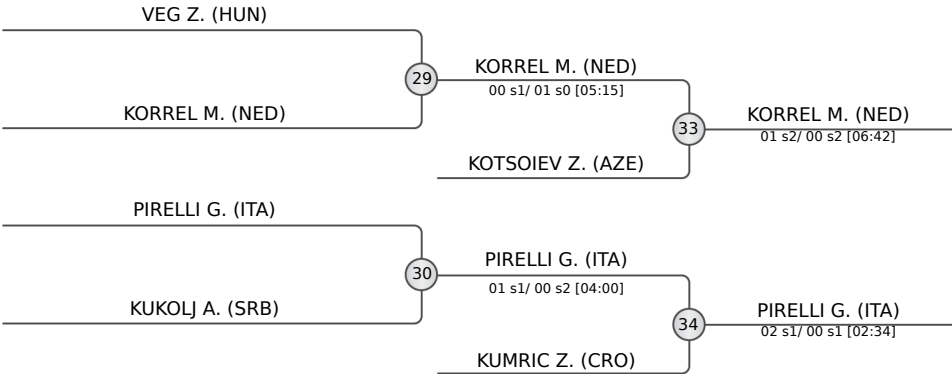 VEG Z. (HUN)
29
KORREL M. (NED)
00 s1/ 01 s0 [05:15]
KORREL M. (NED)
33
KORREL M. (NED)
01 s2/ 00 s2 [06:42]
KOTSOIEV Z. (AZE)
PIRELLI G. (ITA)
30
PIRELLI G. (ITA)
01 s1/ 00 s2 [04:00]
KUKOLJ A. (SRB)
34
PIRELLI G. (ITA)
02 s1/ 00 s1 [02:34]
KUMRIC Z. (CRO)